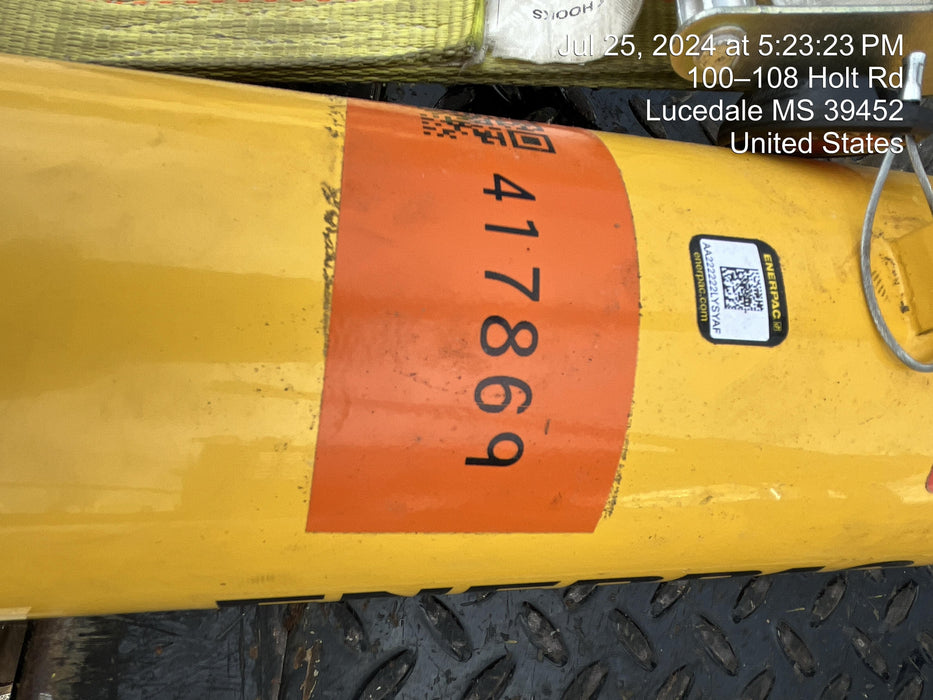 HOOKS
Jul 25, 2024 at 5:23:23 PM
100–108 Holt Rd
Lucedale MS 39452
United States
417869
ENERPAC
AA222222LYSYAF
enerpac.com